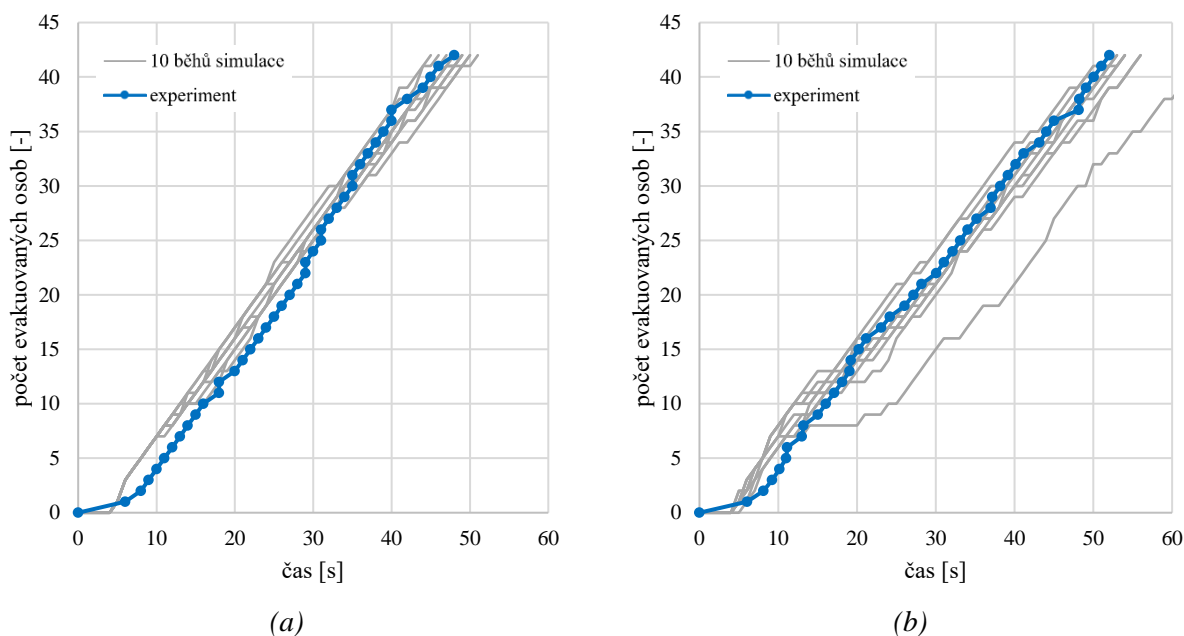 45
40
35
30
25
20
15
10
5
0
počet evakuovaných osob [-]
10 běhů simulace
experiment
0 10 20 30 40 50 60
čas [s]
(a)
45
40
35
30
25
20
15
10
5
0
počet evakuovaných osob [-]
10 běhů simulace
experiment
0 10 20 30 40 50 60
čas [s]
(b)